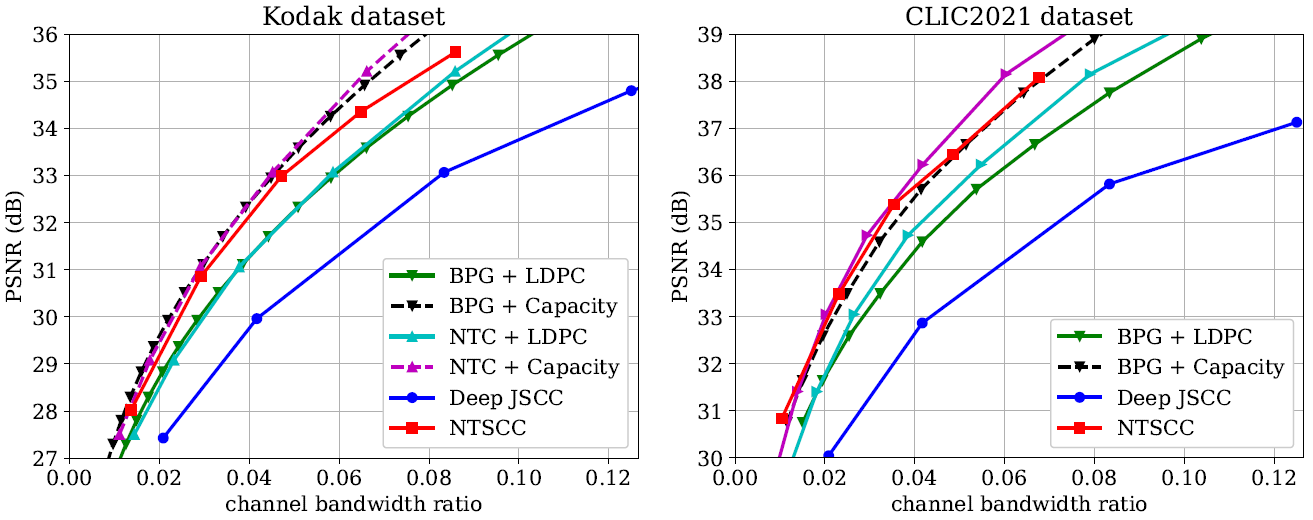 Kodak dataset
36
35
34
33
32
31
30
29
28
27
PSNR (dB)
0.00 0.02 0.04 0.06 0.08 0.10 0.12
channel bandwidth ratio
BPG + LDPC
BPG + Capacity
NTC + LDPC
NTC + Capacity
Deep JSCC
NTSCC
CLIC2021 dataset
39
38
37
36
35
34
33
32
31
30
PSNR (dB)
0.00 0.02 0.04 0.06 0.08 0.10 0.12
channel bandwidth ratio
BPG + LDPC
BPG + Capacity
Deep JSCC
NTSCC